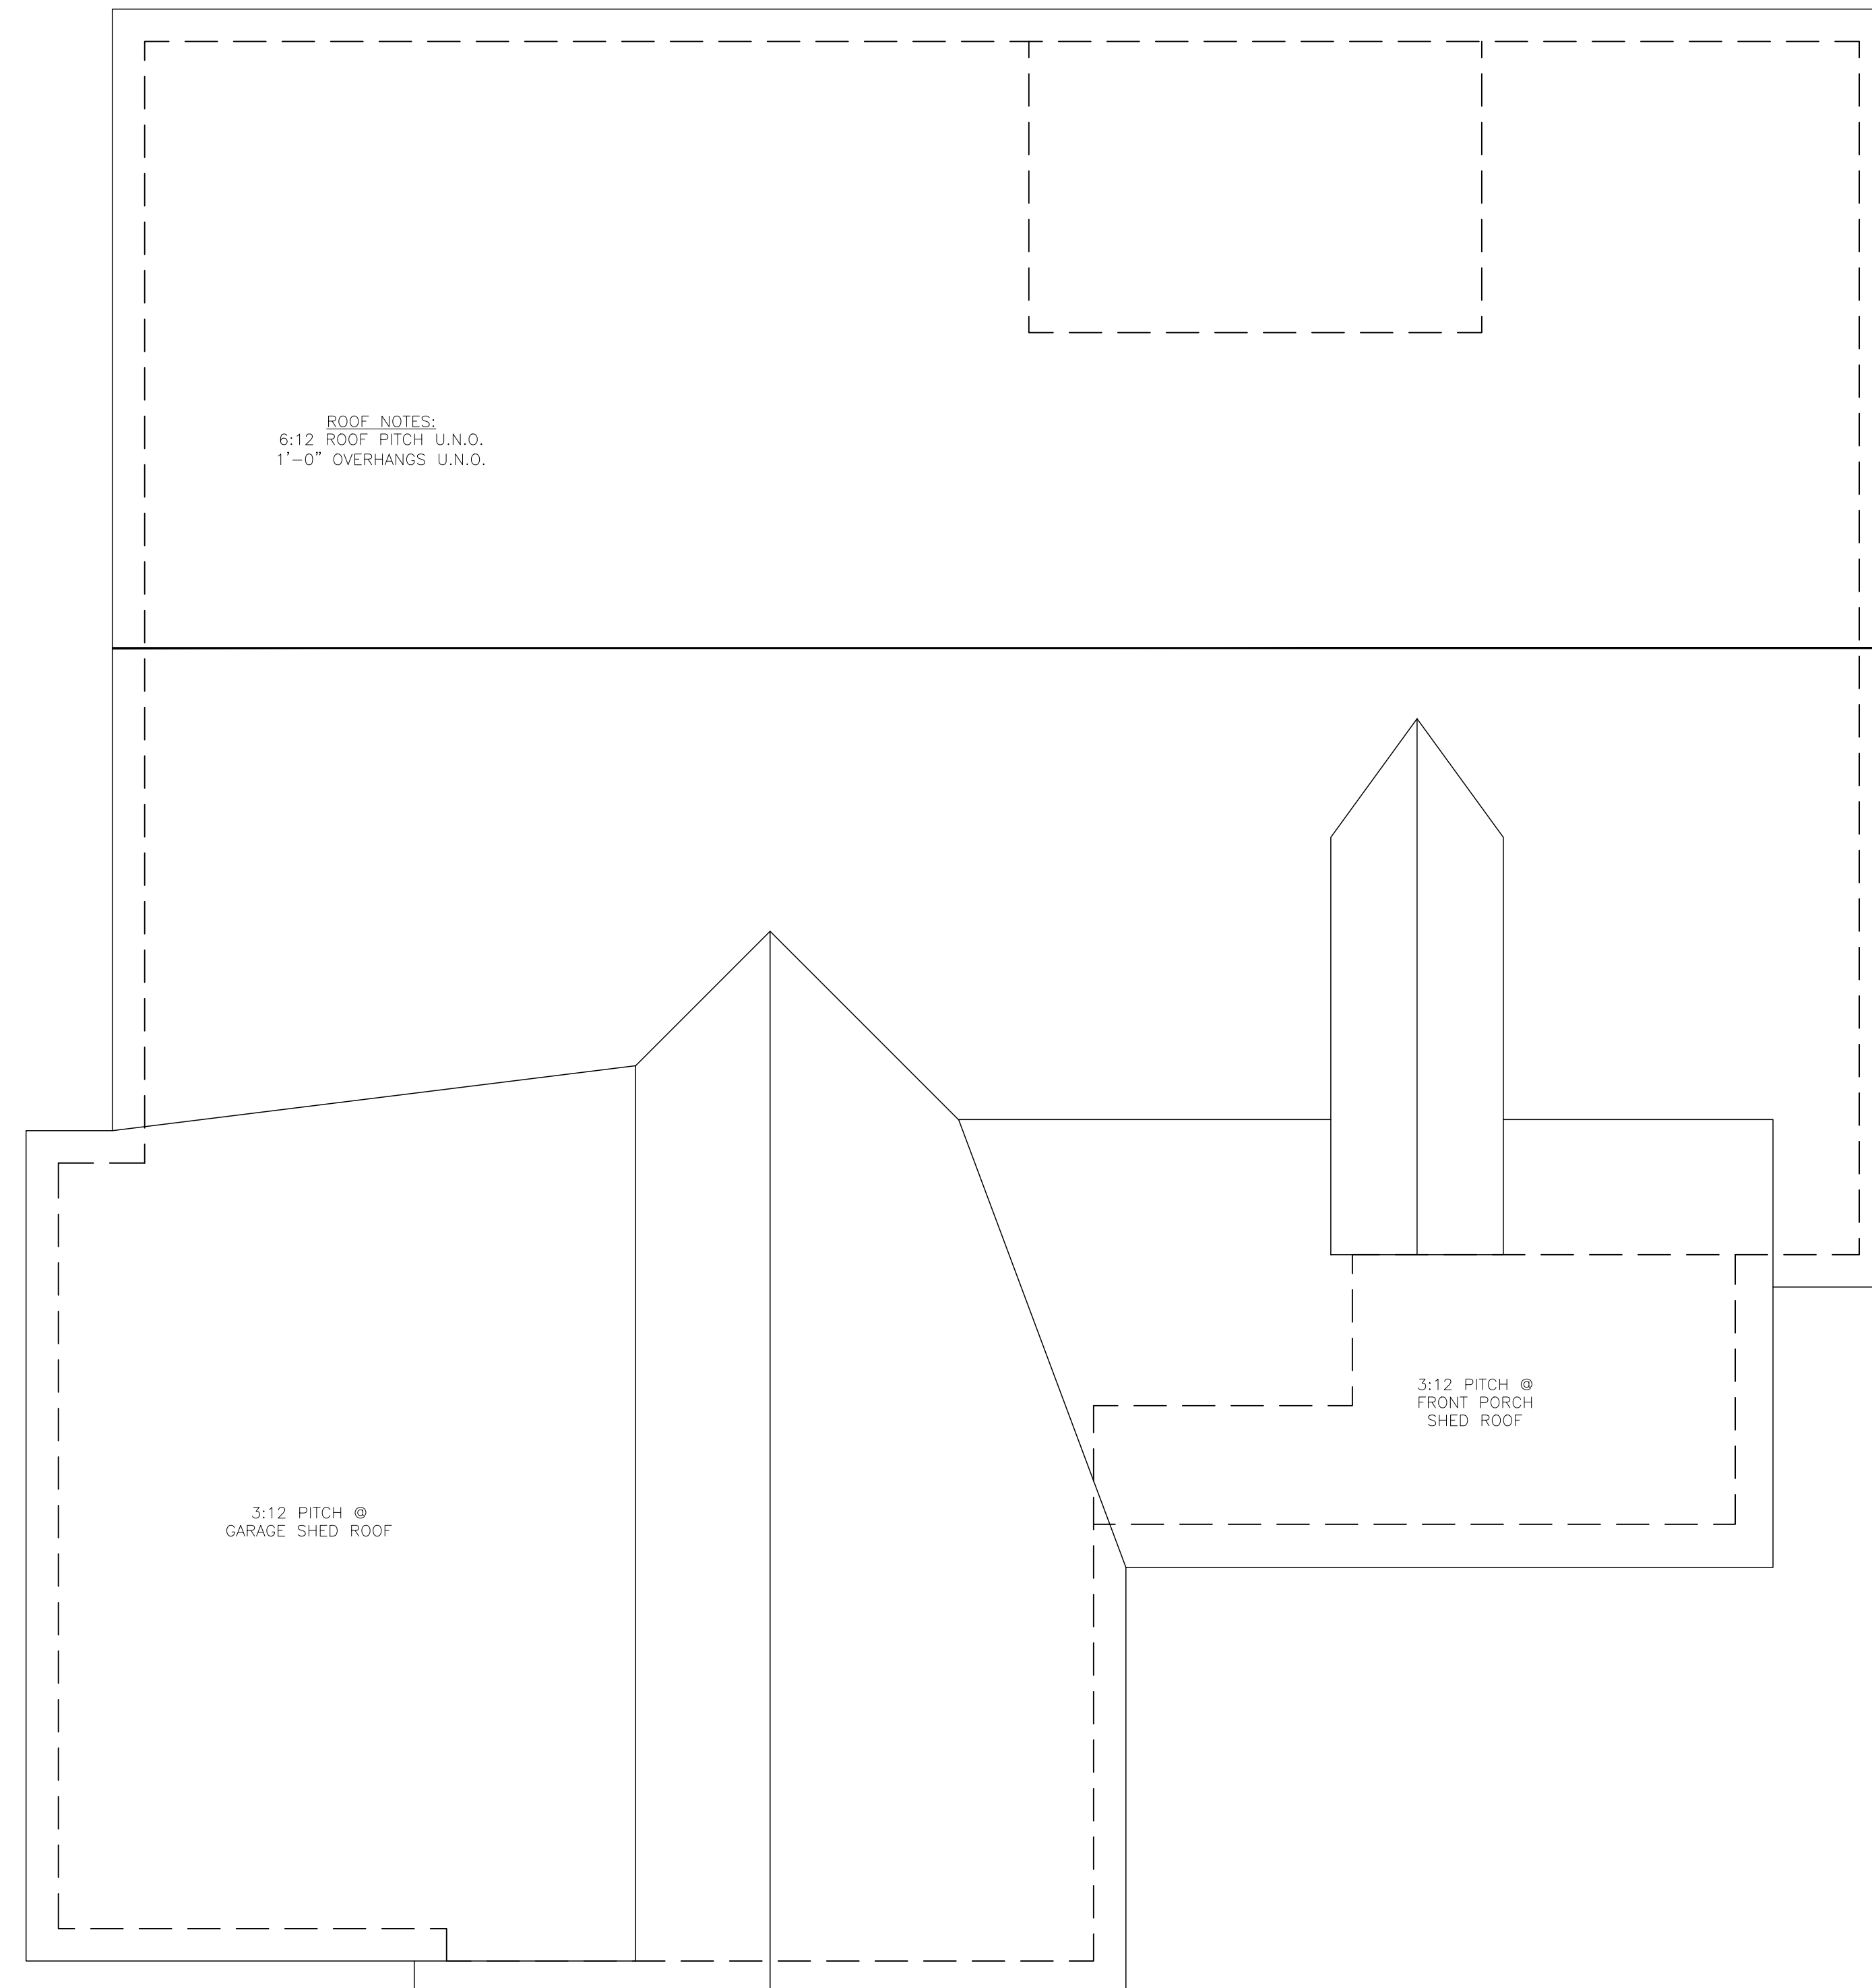 ROOF NOTES:
6:12 ROOF PITCH U.N.O.
1'-0" OVERHANGS U.N.O.
3:12 PITCH @
FRONT PORCH
SHED ROOF
3:12 PITCH @
GARAGE SHED ROOF